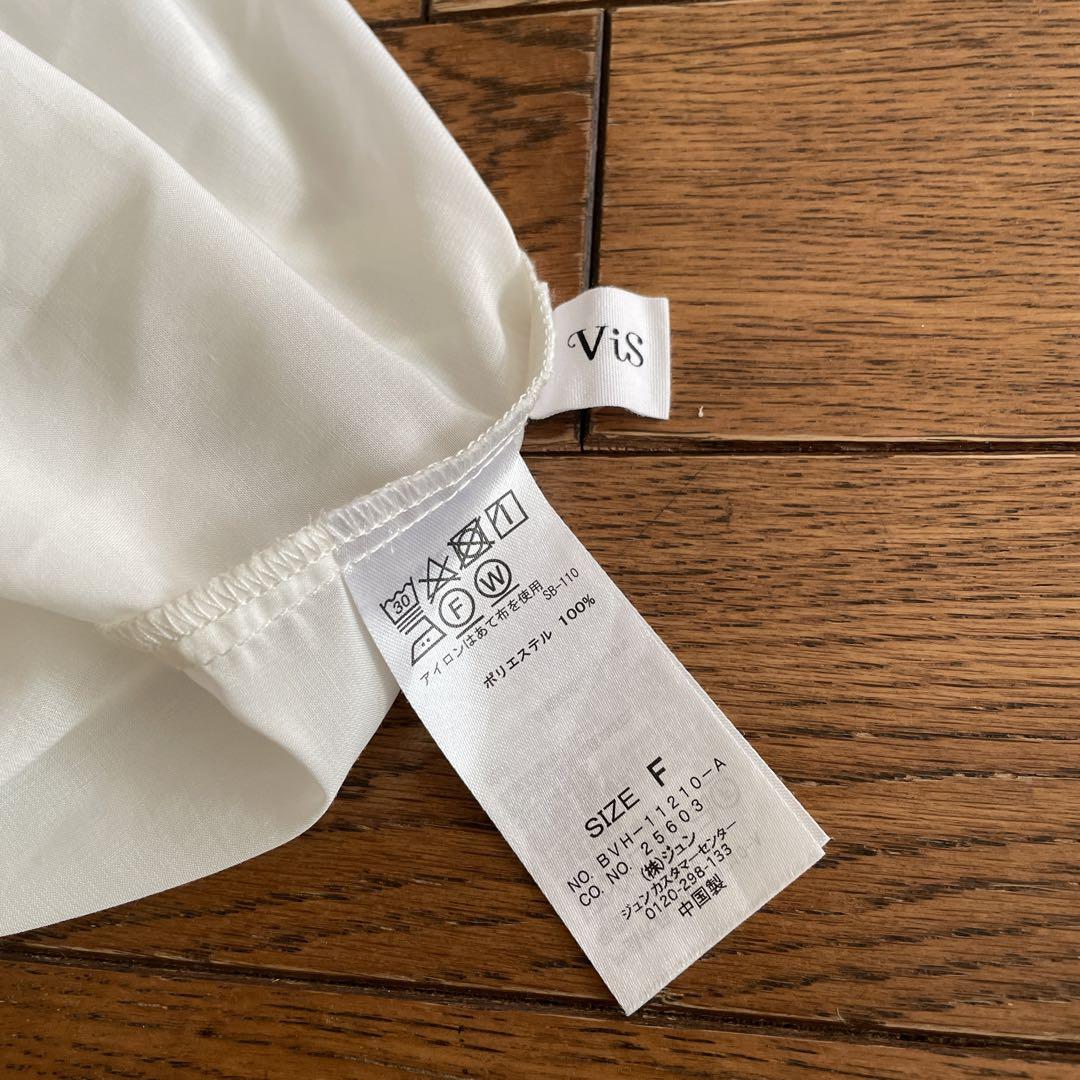 ViS
30
F W
アイロンはあて布を使用 SB-110
ポリエステル 100%
SIZE F
NO. BVH-11210-A
CO. NO. 25603
(株)ジュン
ジュンカスタマーセンター
0120-298-133
中国製